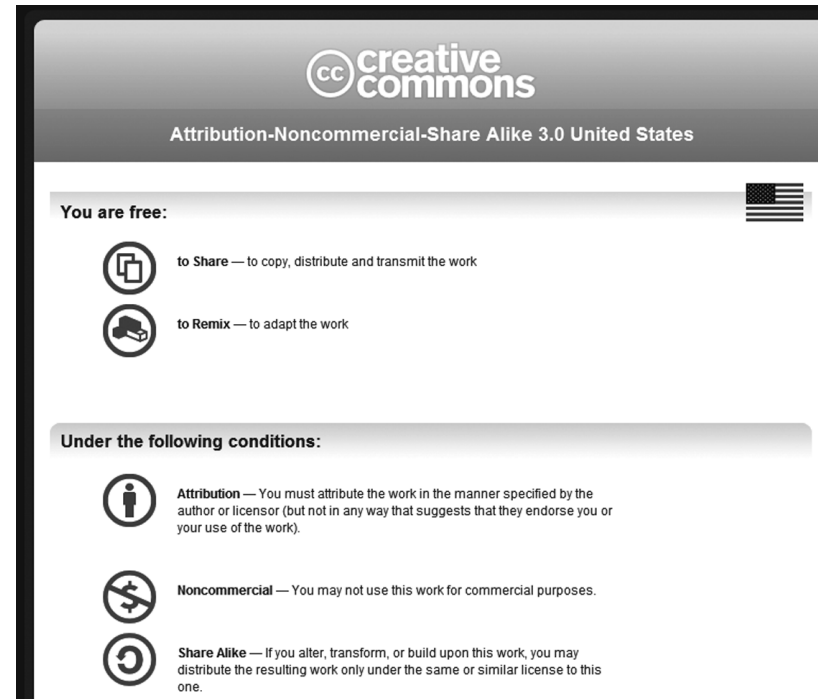 cc creative
commons
Attribution-Noncommercial-Share Alike 3.0 United States
You are free:
to Share — to copy, distribute and transmit the work
to Remix — to adapt the work
Under the following conditions:
Attribution — You must attribute the work in the manner specified by the
author or licensor (but not in any way that suggests that they endorse you or
your use of the work).
Noncommercial — You may not use this work for commercial purposes.
Share Alike — If you alter, transform, or build upon this work, you may
distribute the resulting work only under the same or similar license to this
one.